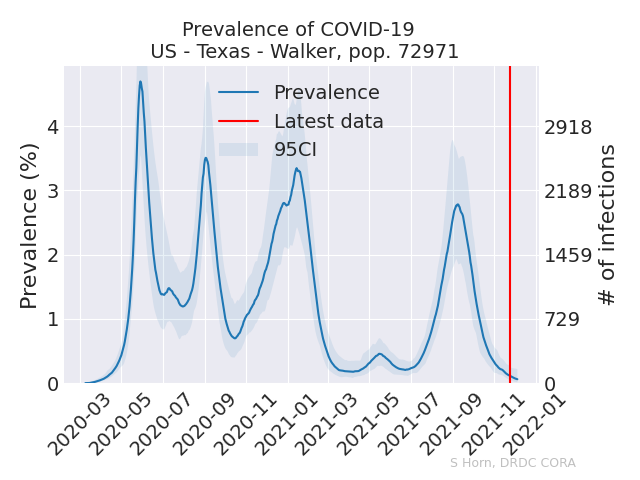 Prevalence of COVID-19
US - Texas - Walker, pop. 72971
Prevalence
Latest data
95CI
Prevalence (%)
4
3
2
1
0
2918
2189
1459
729
0
# of infections
2020-03
2020-05
2020-07
2020-09
2020-11
2021-01
2021-03
2021-05
2021-07
2021-09
2021-11
2022-01
S Horn, DRDC CORA